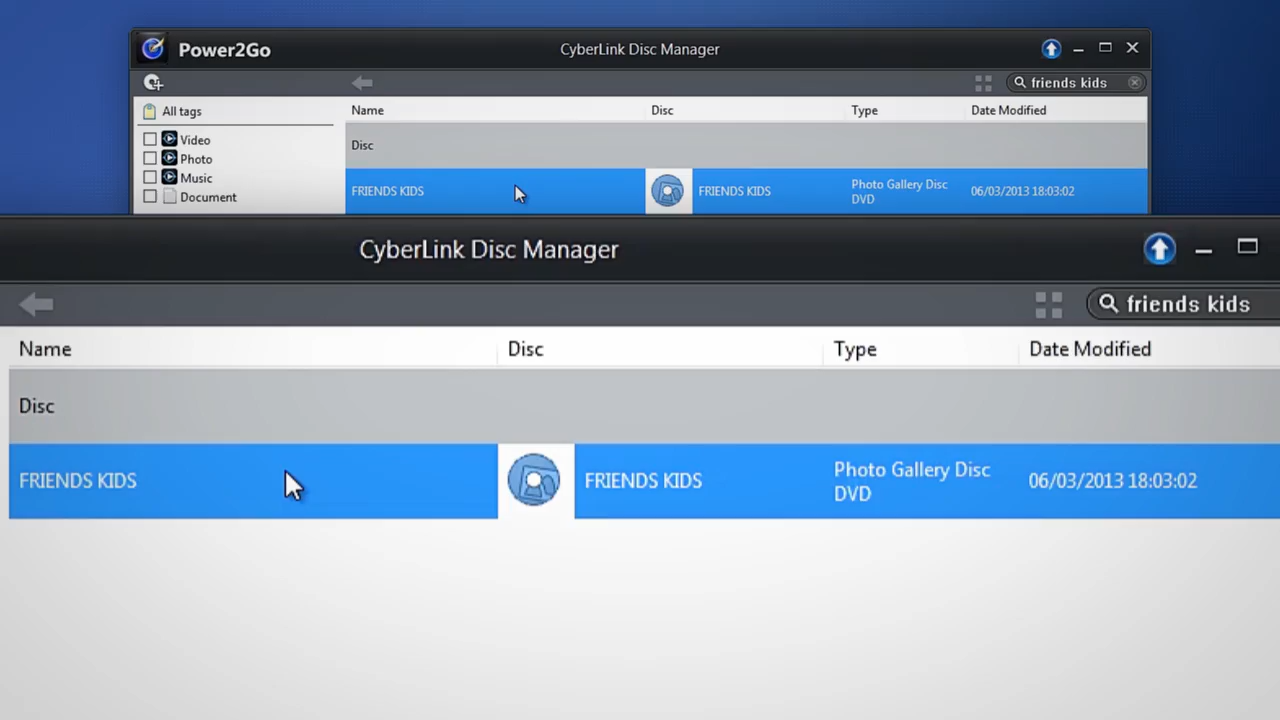 Power2Go
CyberLink Disc Manager
friends kids
All tags
Name Disc Type Date Modified
Video
Photo
Music
Document
Disc
FRIENDS KIDS FRIENDS KIDS Photo Gallery Disc 06/03/2013 18:03:02
DVD
CyberLink Disc Manager
friends kids
Name Disc Type Date Modified
Disc
FRIENDS KIDS FRIENDS KIDS Photo Gallery Disc 06/03/2013 18:03:02
DVD